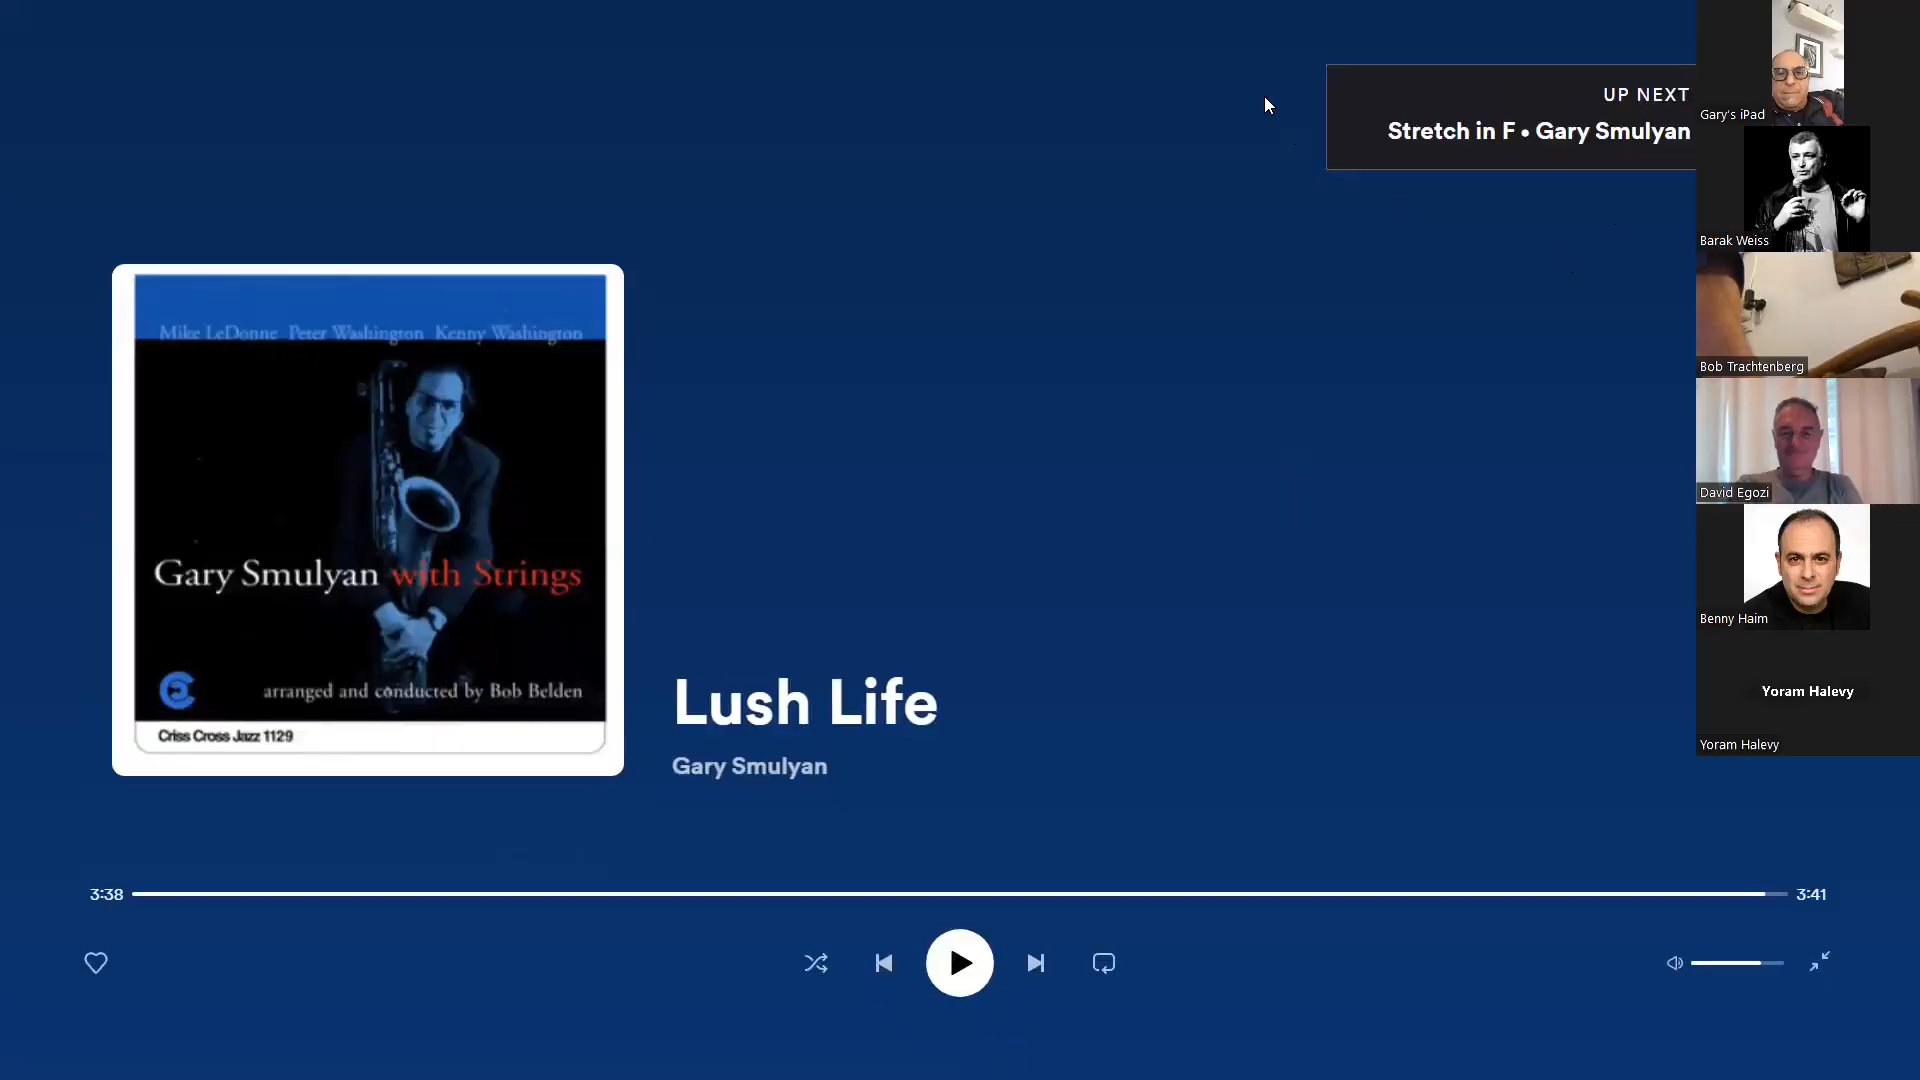 UP NEXT
Stretch in F • Gary Smulyan
Mike LeDonne Peter Washington Kenny Washington
Gary Smulyan with Strings
arranged and conducted by Bob Belden
Criss Cross Jazz 1129
Lush Life
Gary Smulyan
3:38
3:41
Gary's iPad
Barak Weiss
Bob Trachtenberg
David Egozi
Benny Haim
Yoram Halevy
Yoram Halevy